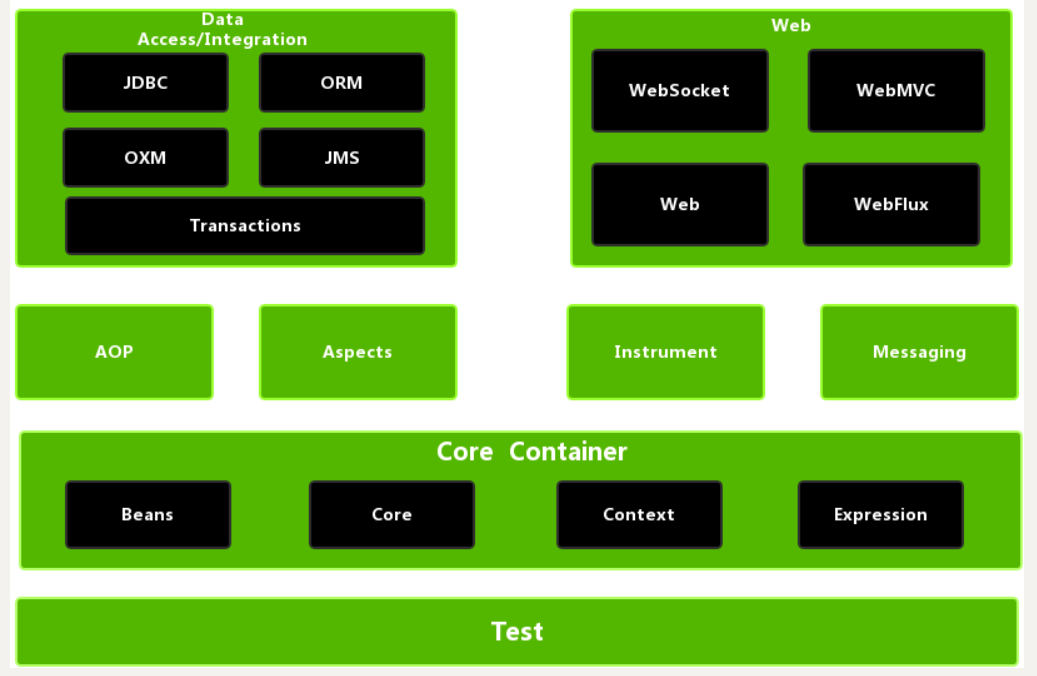 Data
Access/Integration
JDBC
ORM
OXM
JMS
Transactions
Web
WebSocket
WebMVC
Web
WebFlux
AOP
Aspects
Instrument
Messaging
Core Container
Beans
Core
Context
Expression
Test